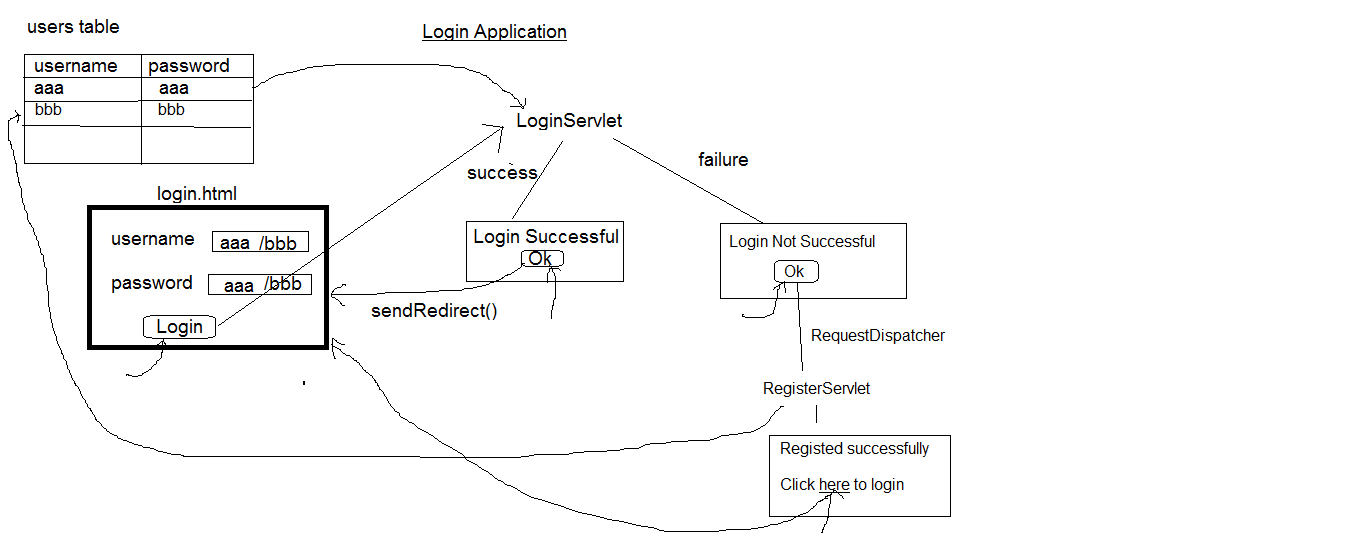 users table
Login Application
username password
aaa aaa
bbb bbb
LoginServlet
success
failure
login.html
username aaa /bbb
password aaa /bbb
Login
Login Successful
Ok
sendRedirect()
Login Not Successful
Ok
RequestDispatcher
RegisterServlet
Registed successfully
Click here to login